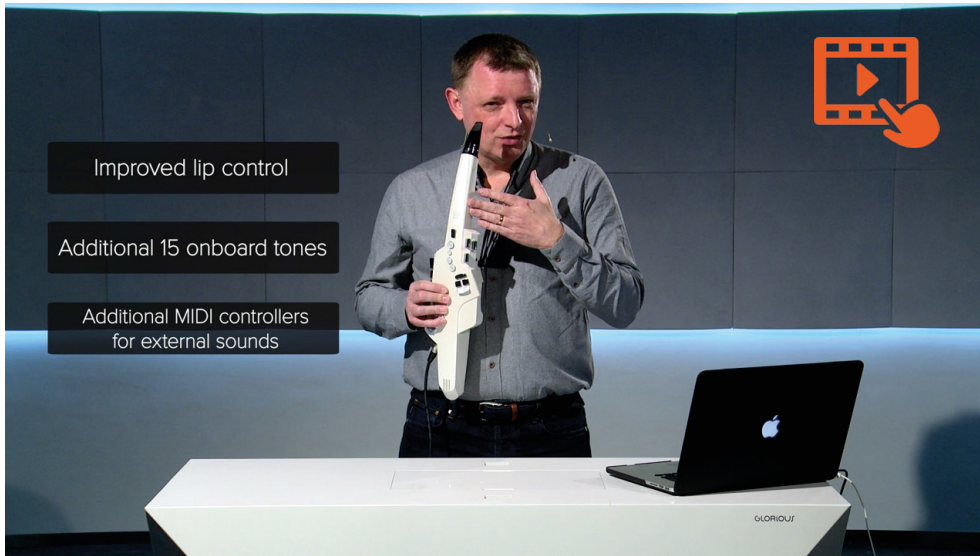 Improved lip control
Additional 15 onboard tones
Additional MIDI controllers
for external sounds
GLORiOUS